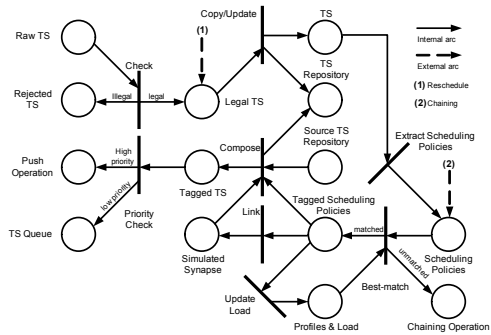 Copy/Update
(1)
TS
Raw TS
Internal arc
Check
External arc
TS
Repository
(1) Reschedule
Rejected
TS
Illegal
legal
Legal TS
(2) Chaining
Compose
Source TS
Repository
Extract Scheduling
Policies
Push
Operation
High
priority
(2)
Tagged TS
low priority
Priority
Check
Link
Tagged Scheduling
Policies
TS Queue
matched
Simulated
Synapse
unmatched
Scheduling
Policies
Update
Load
Best-match
Profiles & Load
Chaining Operation